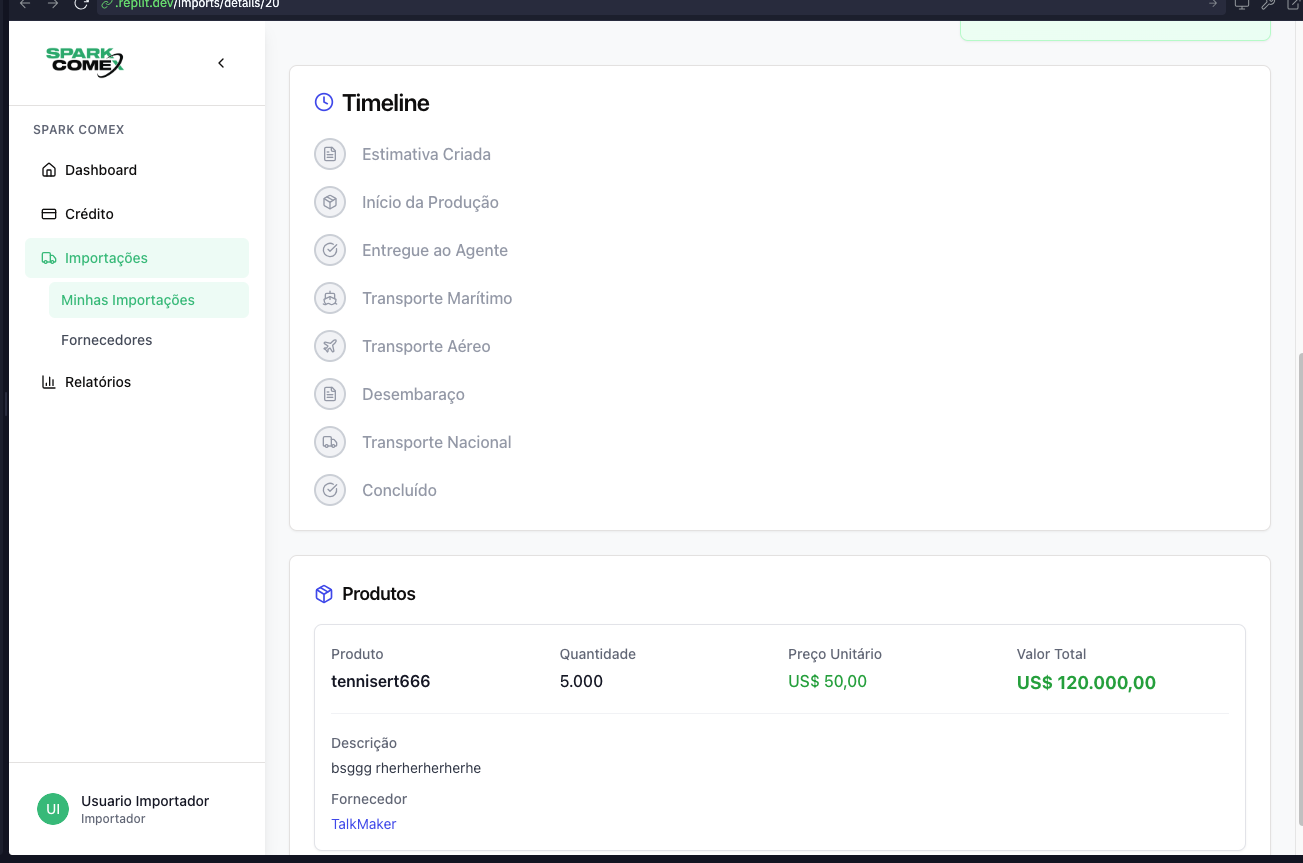 .replit.dev/imports/details/20
SPARK
COMEX
SPARK COMEX
Dashboard
Crédito
Importações
Minhas Importações
Fornecedores
Relatórios
UI
Usuario Importador
Importador
Timeline
Estimativa Criada
Início da Produção
Entregue ao Agente
Transporte Marítimo
Transporte Aéreo
Desembaraço
Transporte Nacional
Concluído
Produtos
Produto Quantidade Preço Unitário Valor Total
tennisert666 5.000 US$ 50,00 US$ 120.000,00
Descrição
bsggg rherherherherhe
Fornecedor
TalkMaker